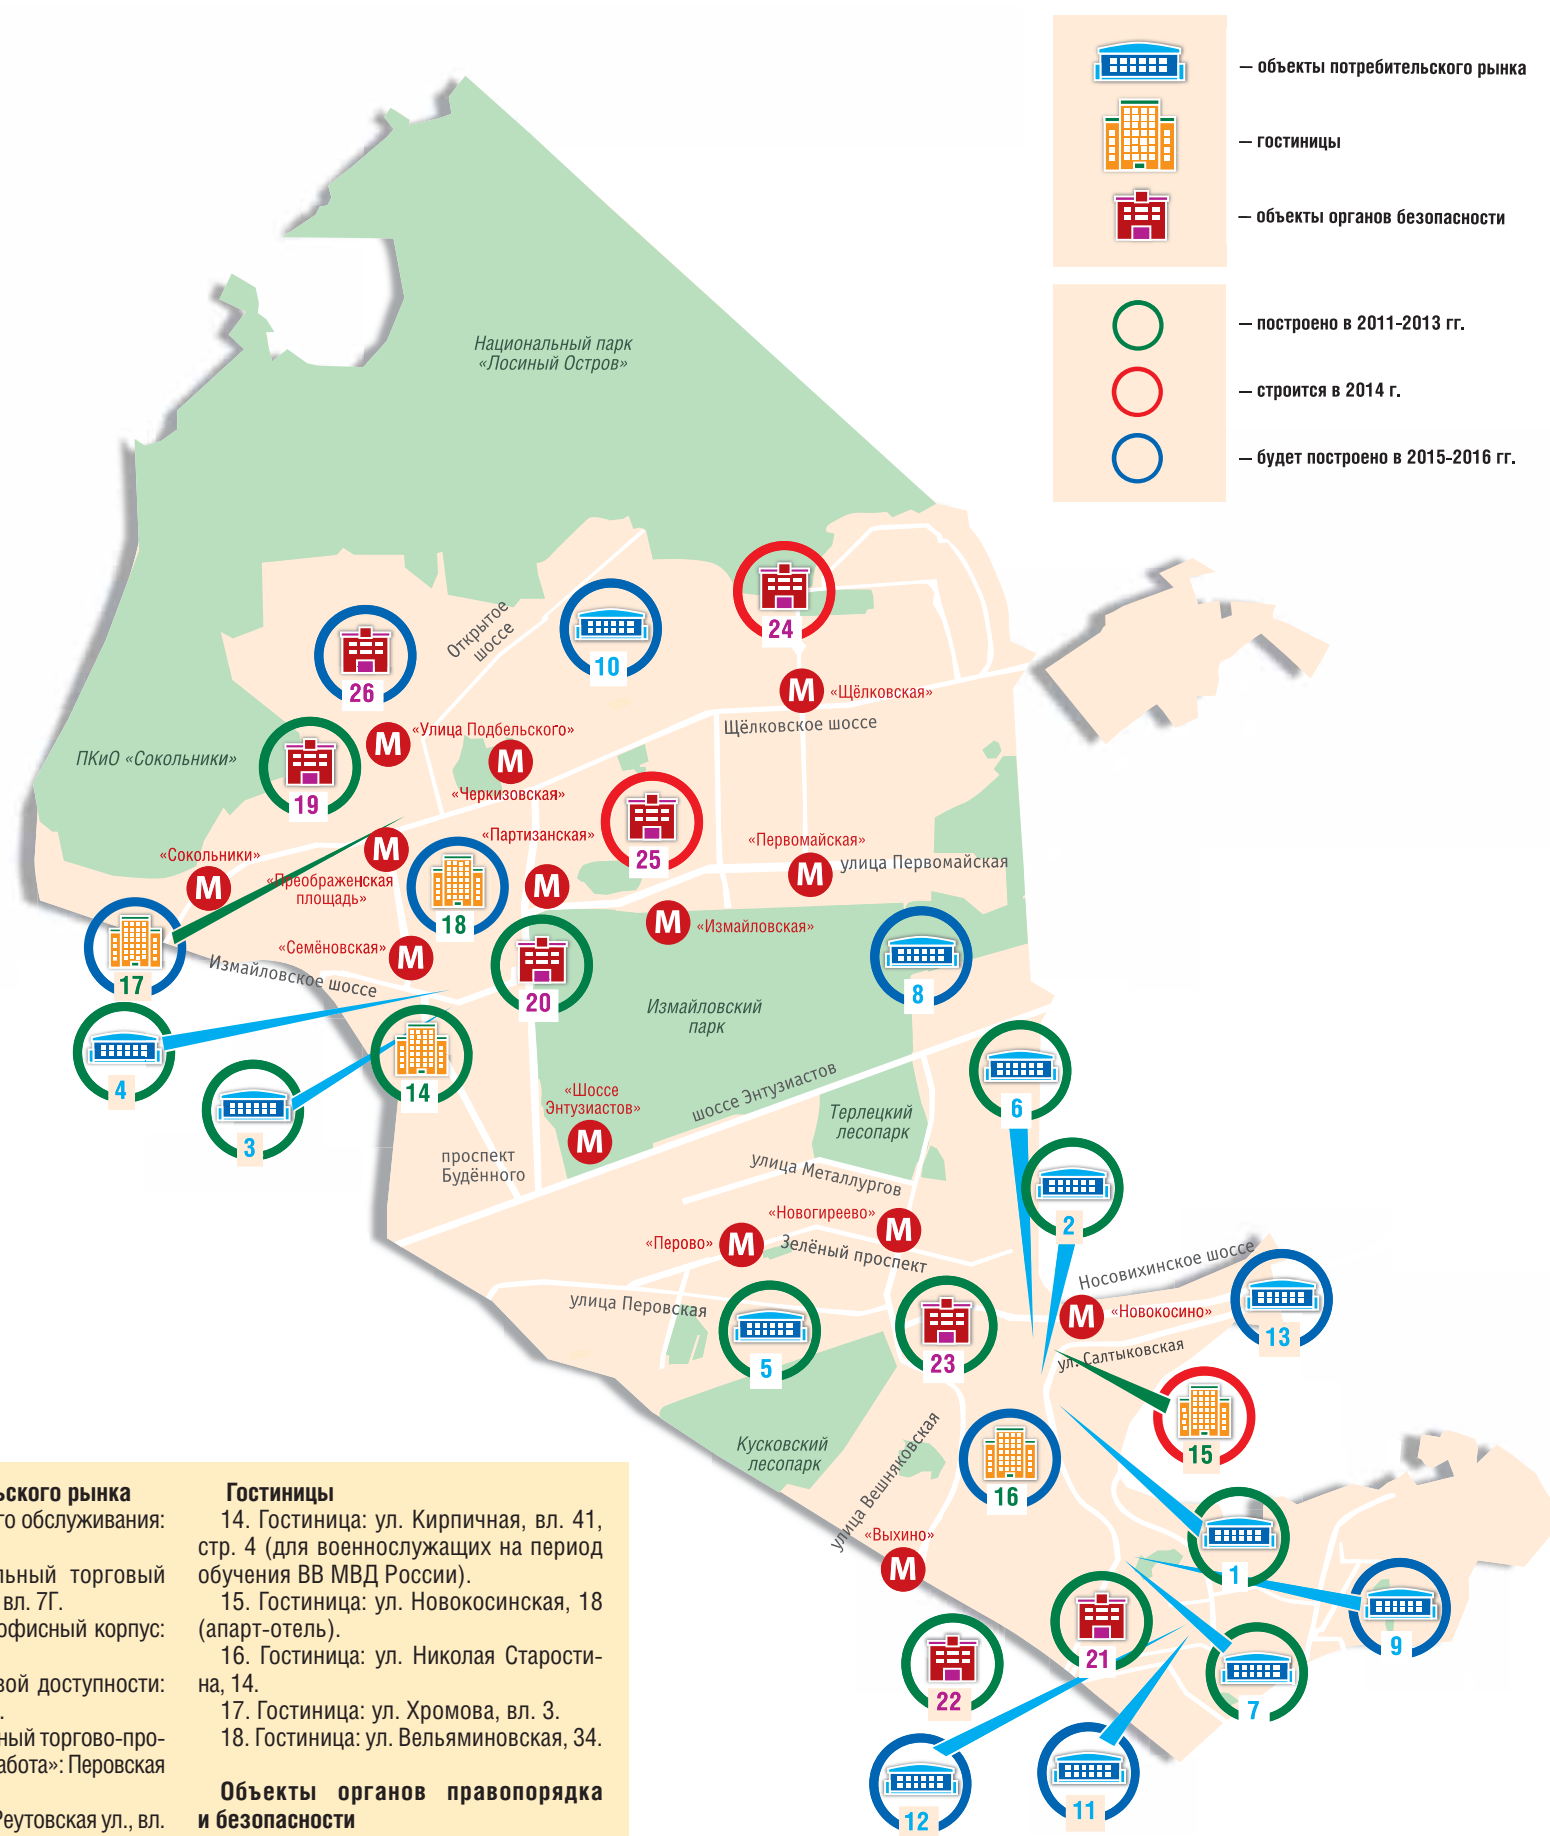 — объекты потребительского рынка
— гостиницы
— объекты органов безопасности
— построено в 2011-2013 гг.
— строится в 2014 г.
— будет построено в 2015-2016 гг.
Национальный парк
«Лосиный Остров»
Открытое
шоссе
24
10
26
М
«Щёлковская»
Щёлковское шоссе
М
«Улица Подбельского»
М
«Черкизовская»
ПКиО «Сокольники»
19
«Партизанская»
25
«Первомайская»
М
улица Первомайская
«Сокольники»
М
М
«Преображенская
площадь»
М
18
М
«Измайловская»
«Семёновская»
М
17
Измайловское шоссе
20
8
Измайловский
парк
4
3
14
6
«Шоссе
Энтузиастов»
М
шоссе Энтузиастов
Терлецкий
лесопарк
проспект
Будённого
улица Металлургов
2
«Новогиреево»
М
«Перово»
М
Зелёный проспект
Носовихинское шоссе
улица Перовская
М
«Новокосино»
13
5
23
ул. Салтыковская
15
Кусковский
лесопарк
улица Вешняковская
16
«Выхино»
М
1
9
21
22
7
12
11
ьского рынка
го обслуживания:
льный торговый
вл. 7Г.
офисный корпус:
вой доступности:
.
ный торгово-про-
абота»: Перовская
Реутовская ул., вл.
Гостиницы
14. Гостиница: ул. Кирпичная, вл. 41,
стр. 4 (для военнослужащих на период
обучения ВВ МВД России).
15. Гостиница: ул. Новокосинская, 18
(апарт-отель).
16. Гостиница: ул. Николая Старости-
на, 14.
17. Гостиница: ул. Хромова, вл. 3.
18. Гостиница: ул. Вельяминовская, 34.
Объекты органов правопорядка
и безопасности